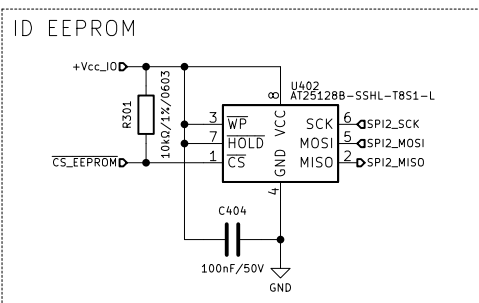 ID EEPROM
+Vcc_IO
U402
AT25128B-SSHL-T8S1-L
R301
10kΩ/1%/0603
8
VCC
3 WP SCK 6 SPI2_SCK
7 HOLD MOSI 5 SPI2_MOSI
CS_EEPROM 1 CS MISO 2 SPI2_MISO
GND
4
C404
100nF/50V
GND